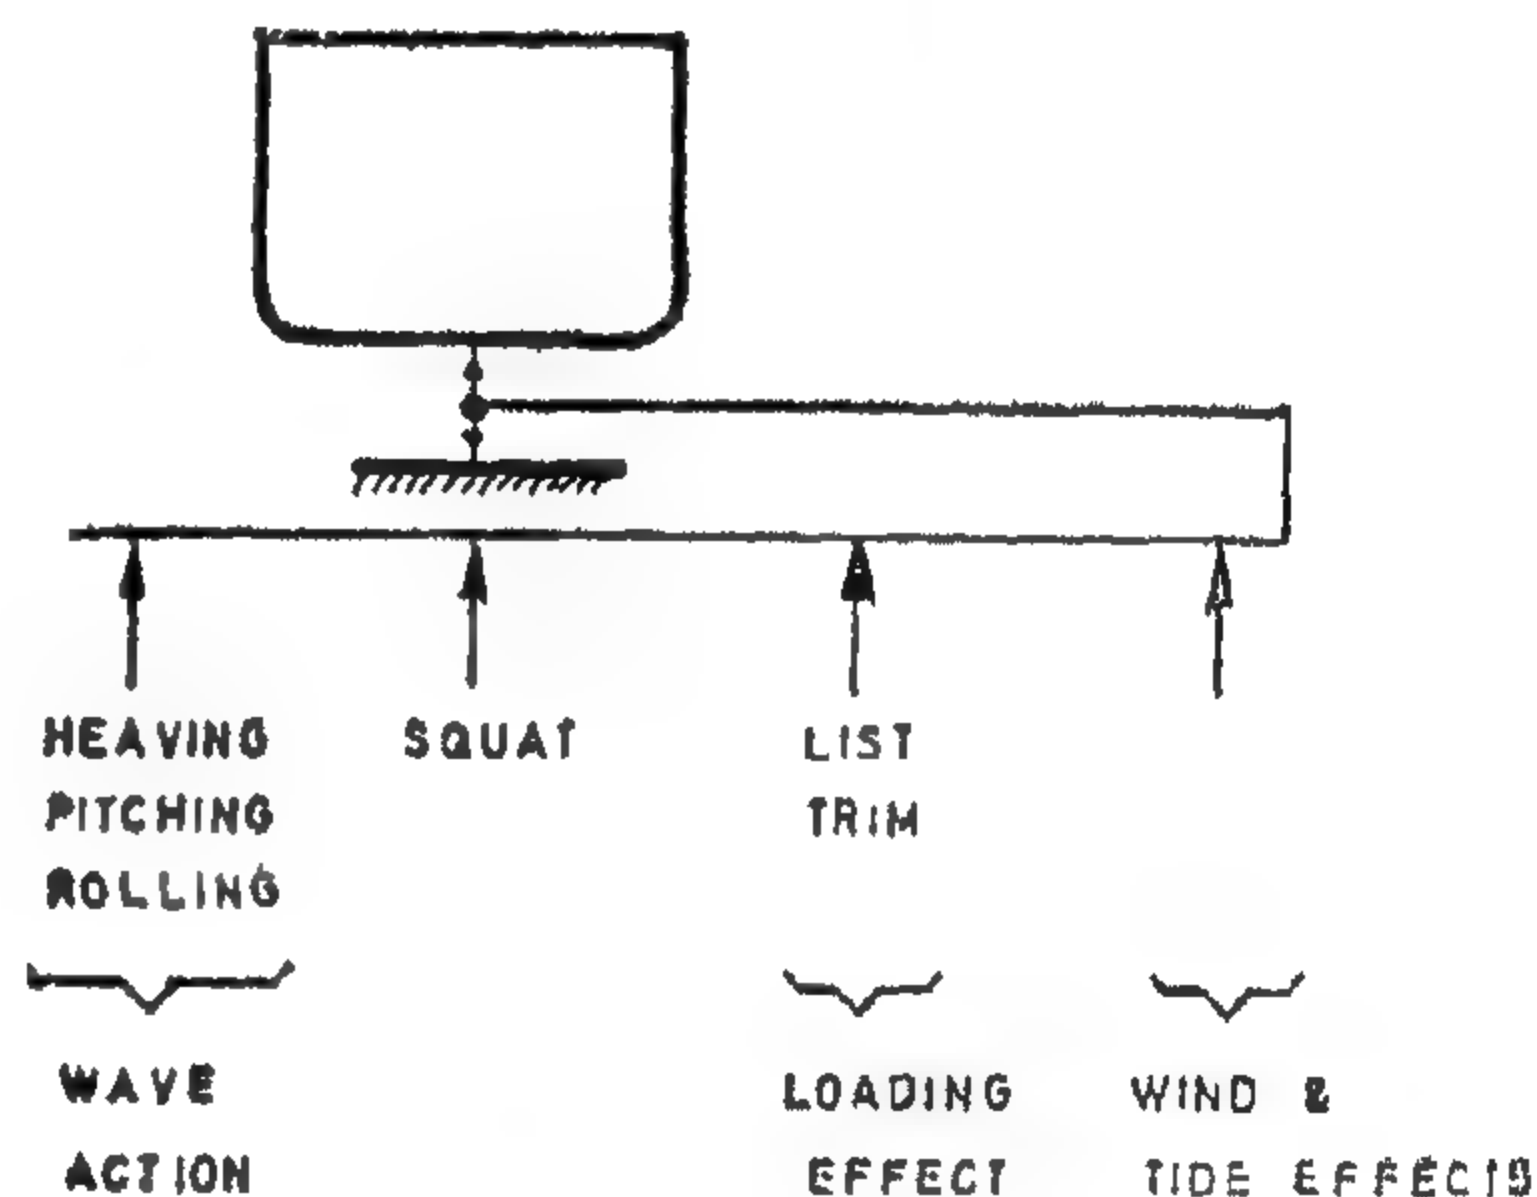 HEAVING
PITCHING
ROLLING
SQUAT
LIST
TRIM
WAVE
ACTION
LOADING
EFFECT
WIND &
TIDE EFFECTS